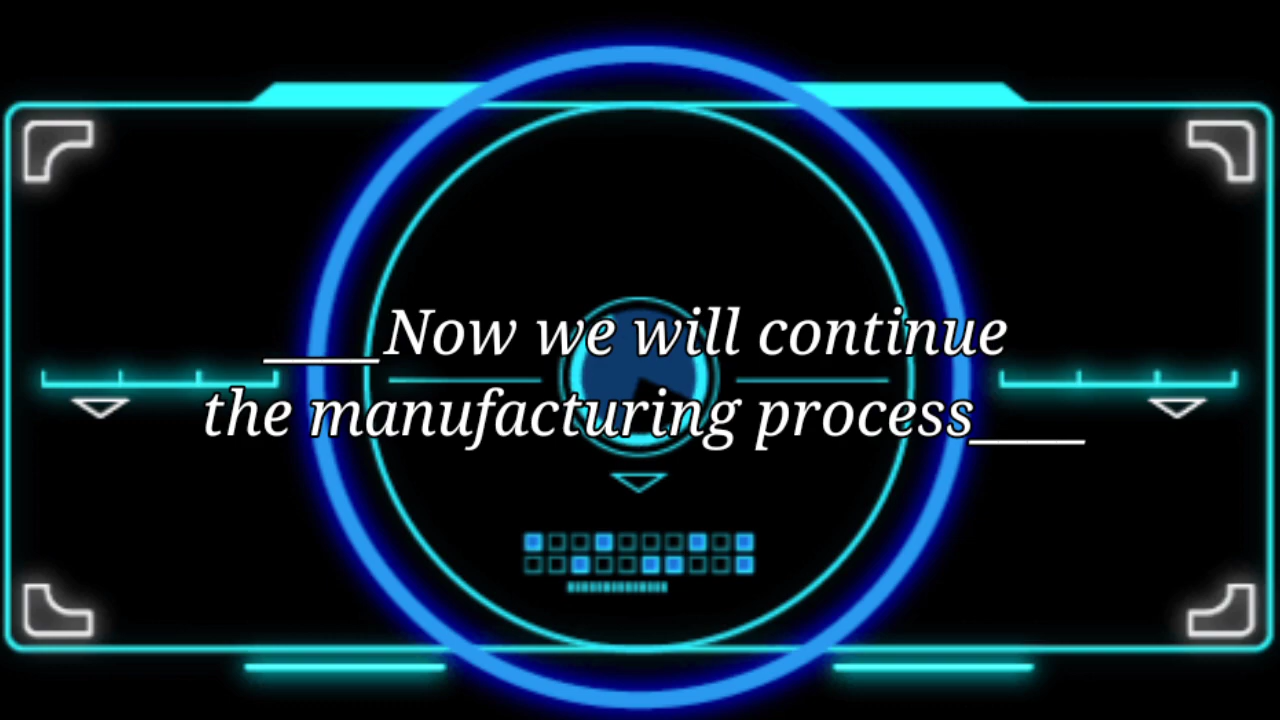 ____Now we will continue
the manufacturing process____